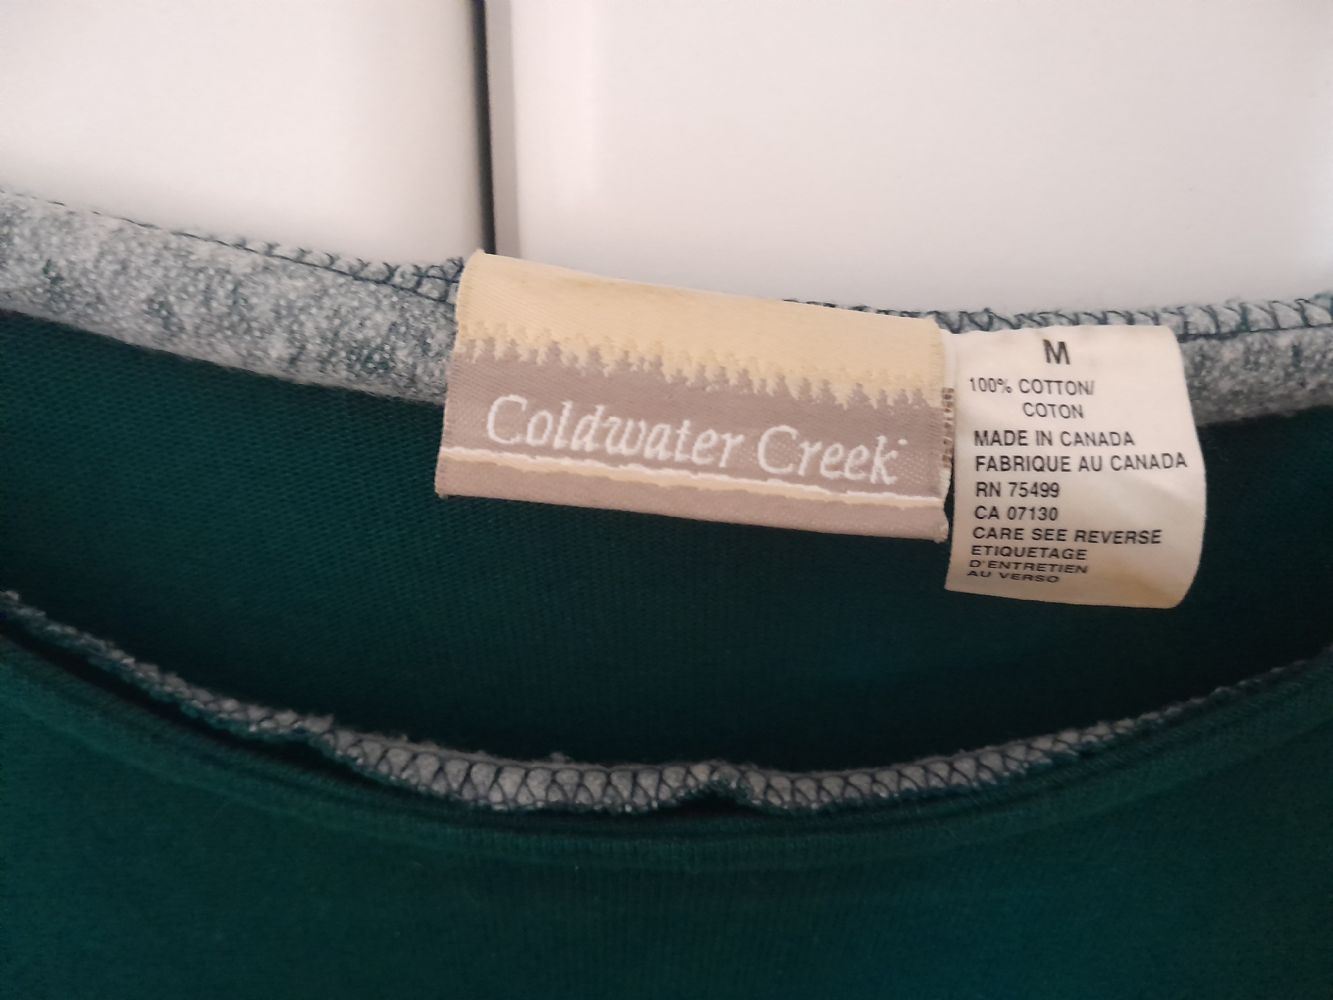 Coldwater Creek
M
100% COTTON/
COTON
MADE IN CANADA
FABRIQUE AU CANADA
RN 75499
CA 07130
CARE SEE REVERSE
ETIQUETAGE
D'ENTRETIEN
AU VERSO